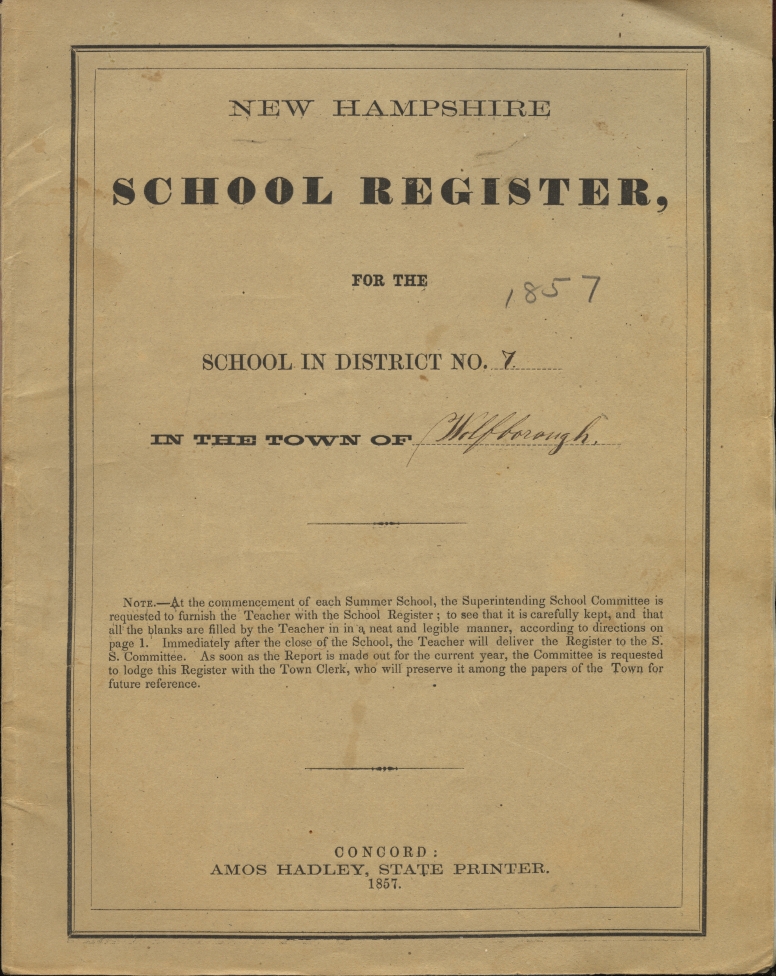 NEW HAMPSHIRE
SCHOOL REGISTER,
FOR THE
1857
SCHOOL IN DISTRICT NO. 7.
IN THE TOWN OF Wolfborough.
NOTE.—At the commencement of each Summer School, the Superintending School Committee is
requested to furnish the Teacher with the School Register; to see that it is carefully kept, and that
all the blanks are filled by the Teacher in in a neat and legible manner, according to directions on
page 1. Immediately after the close of the School, the Teacher will deliver the Register to the S.
S. Committee. As soon as the Report is made out for the current year, the Committee is requested
to lodge this Register with the Town Clerk, who will preserve it among the papers of the Town for
future reference.
CONCORD:
AMOS HADLEY, STATE PRINTER.
1857.